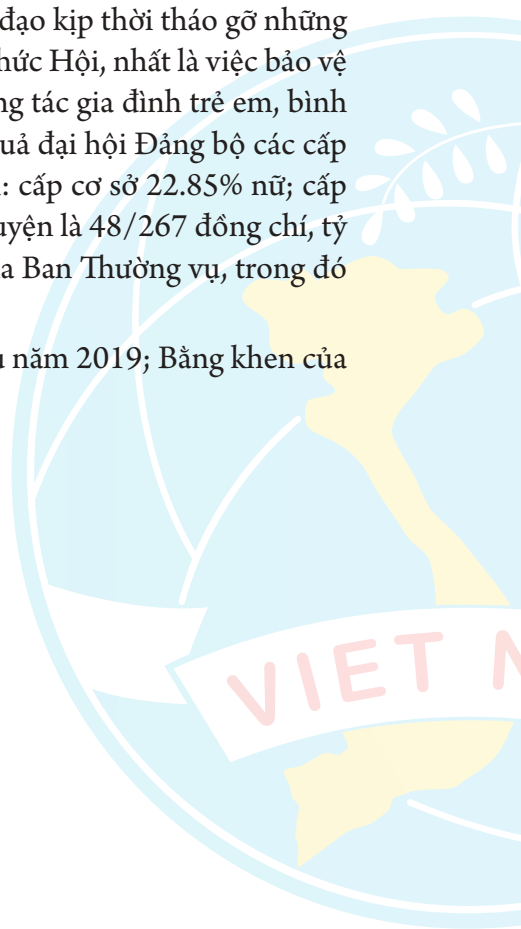 đạo kịp thời tháo gỡ những
hức Hội, nhất là việc bảo vệ
ng tác gia đình trẻ em, bình
uả đại hội Đảng bộ các cấp
: cấp cơ sở 22.85% nữ; cấp
uyện là 48/267 đồng chí, tỷ
a Ban Thường vụ, trong đó
năm 2019; Bằng khen của
VIET